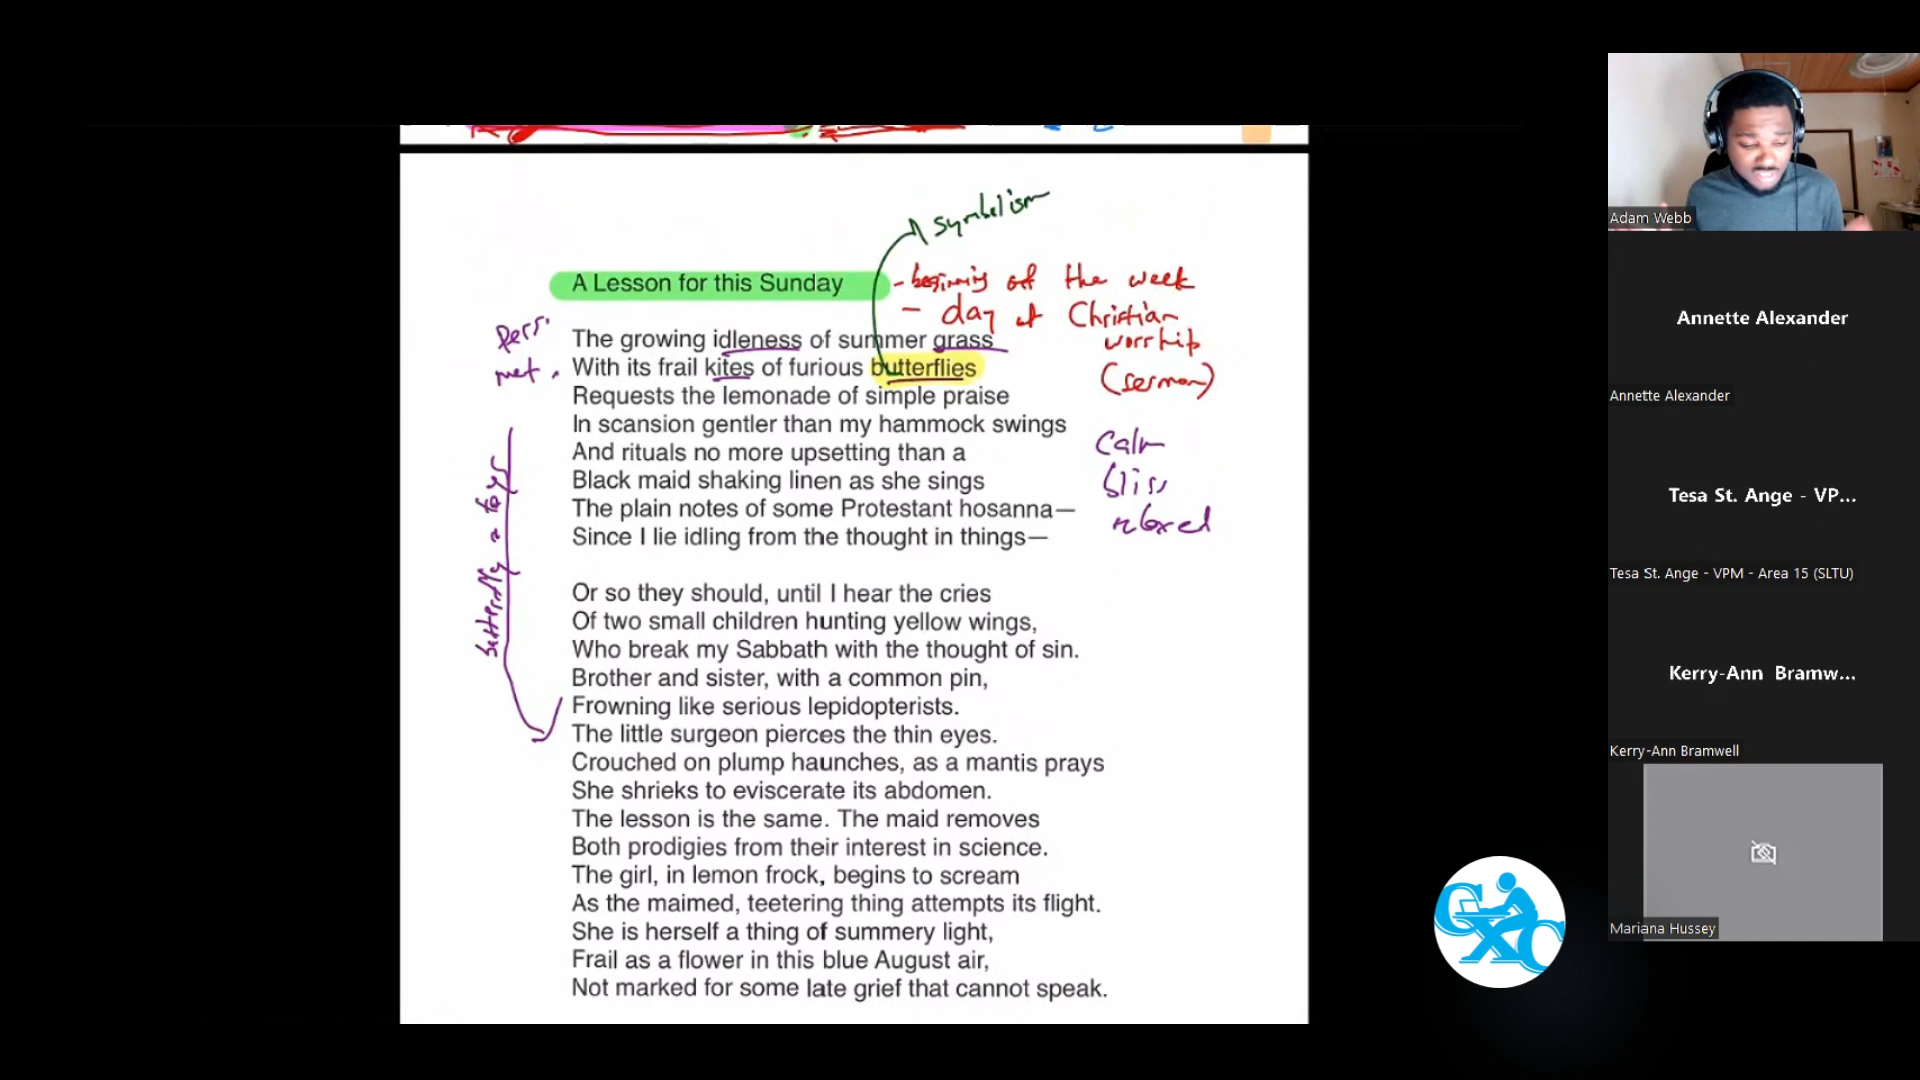 symbolism
A Lesson for this Sunday
- beginning of the week
- day of Christian
worship
(sermon)
pers.
met.
The growing idleness of summer grass
With its frail kites of furious butterflies
Requests the lemonade of simple praise
In scansion gentler than my hammock swings
And rituals no more upsetting than a
Black maid shaking linen as she sings
The plain notes of some Protestant hosanna—
Since I lie idling from the thought in things—
calm
bliss
relaxed
butterfly a toy
Or so they should, until I hear the cries
Of two small children hunting yellow wings,
Who break my Sabbath with the thought of sin.
Brother and sister, with a common pin,
Frowning like serious lepidopterists.
The little surgeon pierces the thin eyes.
Crouched on plump haunches, as a mantis prays
She shrieks to eviscerate its abdomen.
The lesson is the same. The maid removes
Both prodigies from their interest in science.
The girl, in lemon frock, begins to scream
As the maimed, teetering thing attempts its flight.
She is herself a thing of summery light,
Frail as a flower in this blue August air,
Not marked for some late grief that cannot speak.
Adam Webb
Annette Alexander
Annette Alexander
Tesa St. Ange - VP...
Tesa St. Ange - VPM - Area 15 (SLTU)
Kerry-Ann Bramw...
Kerry-Ann Bramwell
Mariana Hussey
CXC